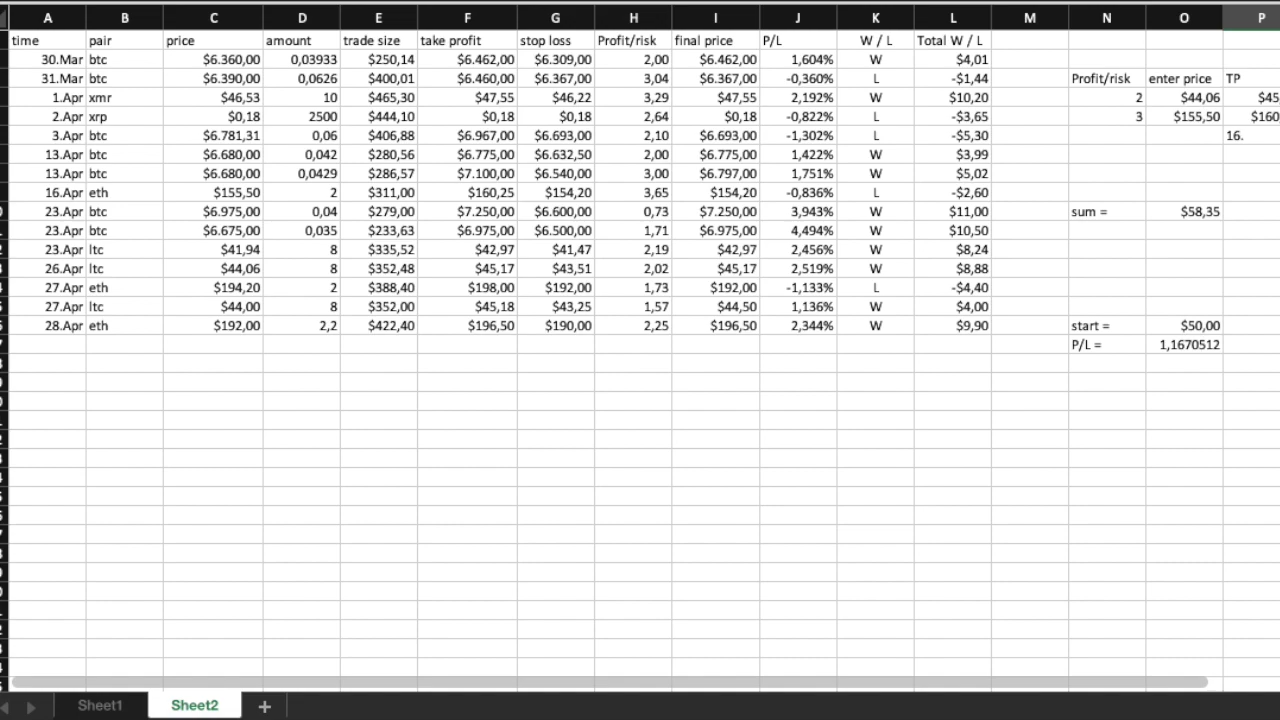 A B C D E F G H I J K L M N O P
time pair price amount trade size take profit stop loss Profit/risk final price P/L W / L Total W / L
30.Mar btc $6.360,00 0,03933 $250,14 $6.462,00 $6.309,00 2,00 $6.462,00 1,604% W $4,01
31.Mar btc $6.390,00 0,0626 $400,01 $6.460,00 $6.367,00 3,04 $6.367,00 -0,360% L -$1,44 Profit/risk enter price TP
1.Apr xmr $46,53 10 $465,30 $47,55 $46,22 3,29 $47,55 2,192% W $10,20 2 $44,06 $45
2.Apr xrp $0,18 2500 $444,10 $0,18 $0,18 2,64 $0,18 -0,822% L -$3,65 3 $155,50 $160
3.Apr btc $6.781,31 0,06 $406,88 $6.967,00 $6.693,00 2,10 $6.693,00 -1,302% L -$5,30 16.
13.Apr btc $6.680,00 0,042 $280,56 $6.775,00 $6.632,50 2,00 $6.775,00 1,422% W $3,99
13.Apr btc $6.680,00 0,0429 $286,57 $7.100,00 $6.540,00 3,00 $6.797,00 1,751% W $5,02
16.Apr eth $155,50 2 $311,00 $160,25 $154,20 3,65 $154,20 -0,836% L -$2,60
23.Apr btc $6.975,00 0,04 $279,00 $7.250,00 $6.600,00 0,73 $7.250,00 3,943% W $11,00 sum = $58,35
23.Apr btc $6.675,00 0,035 $233,63 $6.975,00 $6.500,00 1,71 $6.975,00 4,494% W $10,50
23.Apr ltc $41,94 8 $335,52 $42,97 $41,47 2,19 $42,97 2,456% W $8,24
26.Apr ltc $44,06 8 $352,48 $45,17 $43,51 2,02 $45,17 2,519% W $8,88
27.Apr eth $194,20 2 $388,40 $198,00 $192,00 1,73 $192,00 -1,133% L -$4,40
27.Apr ltc $44,00 8 $352,00 $45,18 $43,25 1,57 $44,50 1,136% W $4,00
28.Apr eth $192,00 2,2 $422,40 $196,50 $190,00 2,25 $196,50 2,344% W $9,90 start = $50,00
P/L = 1,1670512
Sheet1 Sheet2 +